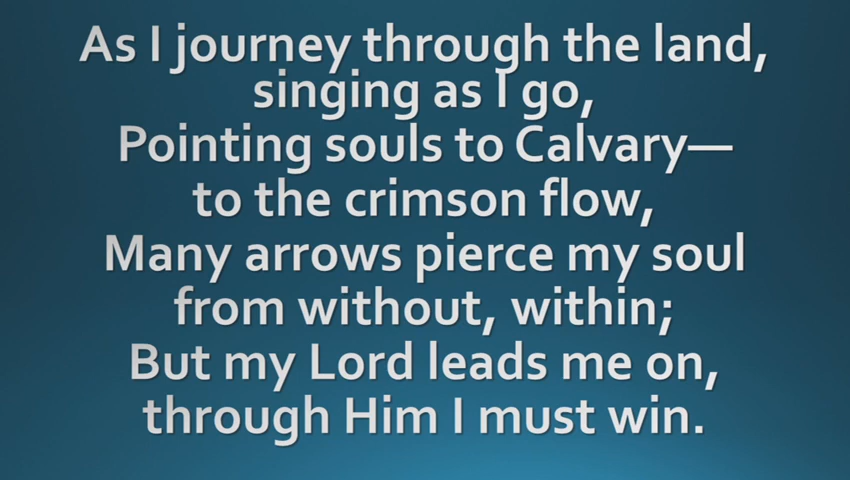 As I journey through the land,
singing as I go,
Pointing souls to Calvary—
to the crimson flow,
Many arrows pierce my soul
from without, within;
But my Lord leads me on,
through Him I must win.